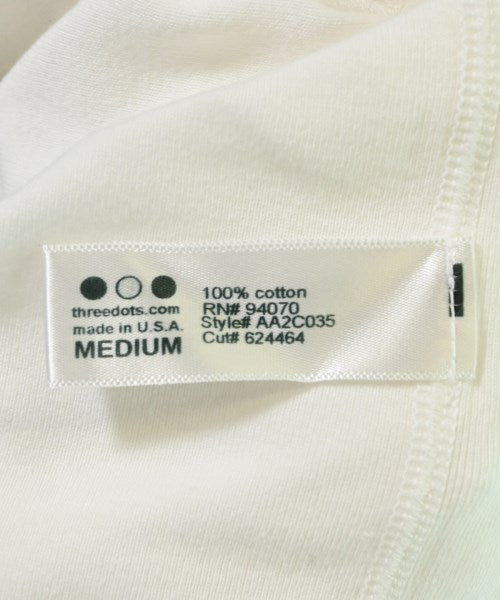 threedots.com
made in U.S.A.
MEDIUM
100% cotton
RN# 94070
Style# AA2C035
Cut# 624464